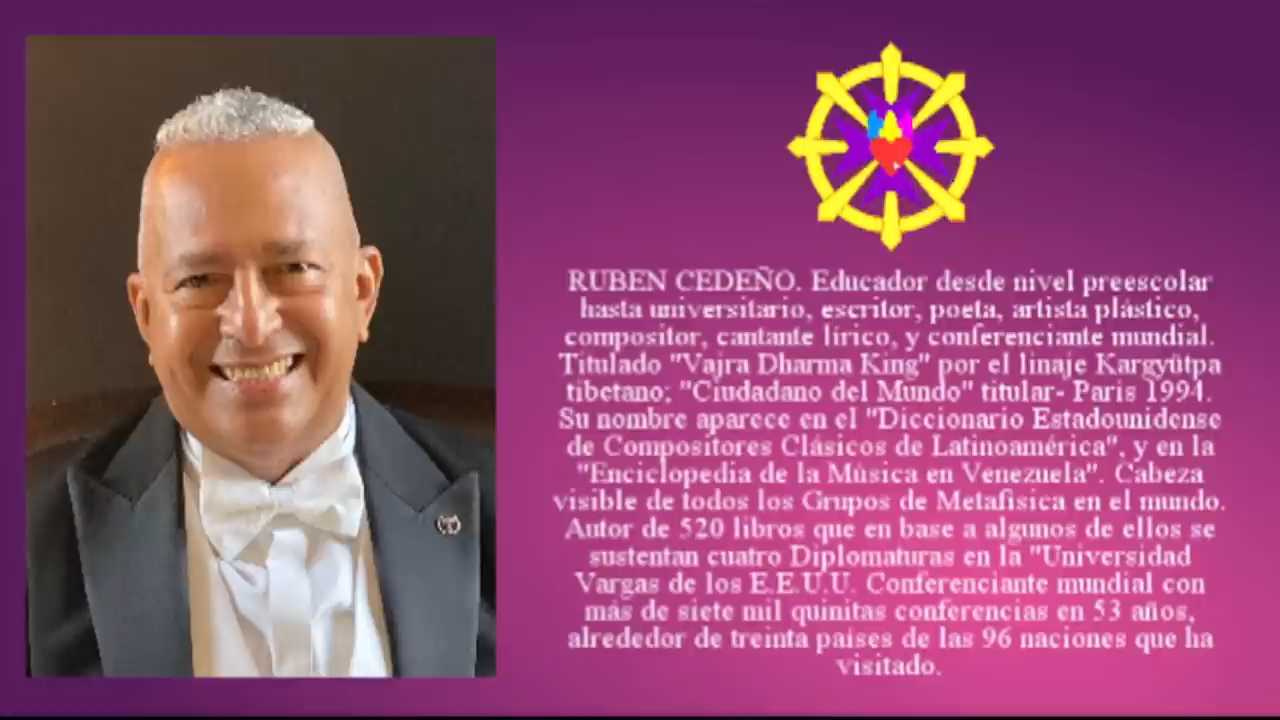 RUBEN CEDEÑO. Educador desde nivel preescolar
hasta universitario, escritor, poeta, artista plástico,
compositor, cantante lírico, y conferenciante mundial.
Titulado "Vajra Dharma King" por el linaje Kargyütpa
tibetano; "Ciudadano del Mundo" titular- Paris 1994.
Su nombre aparece en el "Diccionario Estadounidense
de Compositores Clásicos de Latinoamérica", y en la
"Enciclopedia de la Música en Venezuela". Cabeza
visible de todos los Grupos de Metafísica en el mundo.
Autor de 520 libros que en base a algunos de ellos se
sustentan cuatro Diplomaturas en la "Universidad
Vargas de los E.E.U.U. Conferenciante mundial con
más de siete mil quinitas conferencias en 53 años,
alrededor de treinta países de las 96 naciones que ha
visitado.